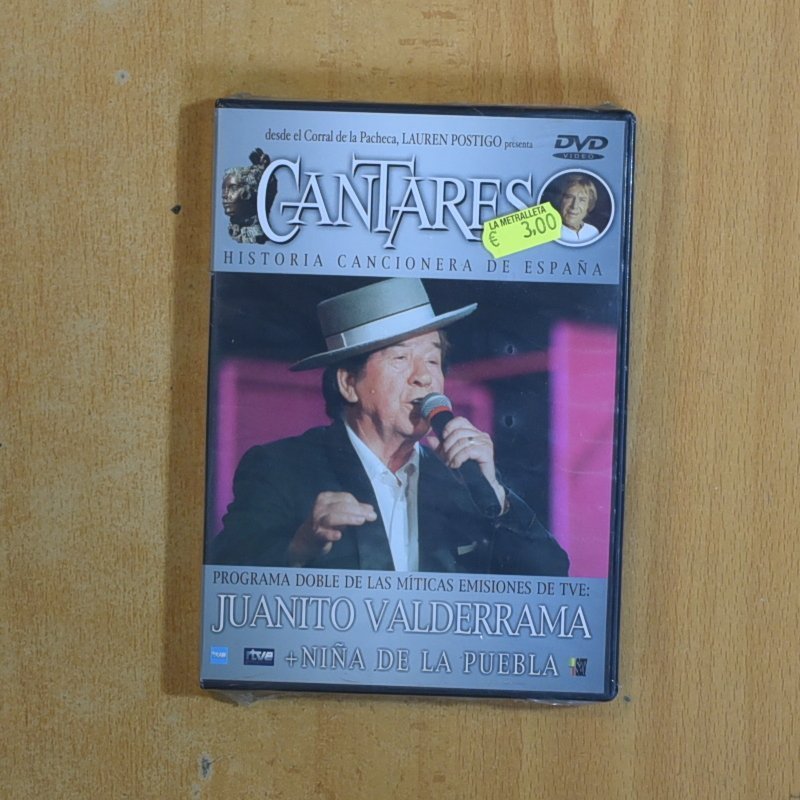 desde el Corral de la Pacheca, LAUREN POSTIGO presenta
DVD
VIDEO
CANTARES
LA METRALLETA
€ 3,00
HISTORIA CANCIONERA DE ESPAÑA
PROGRAMA DOBLE DE LAS MÍTICAS EMISIONES DE TVE:
JUANITO VALDERRAMA
+NIÑA DE LA PUEBLA
tve
rtve